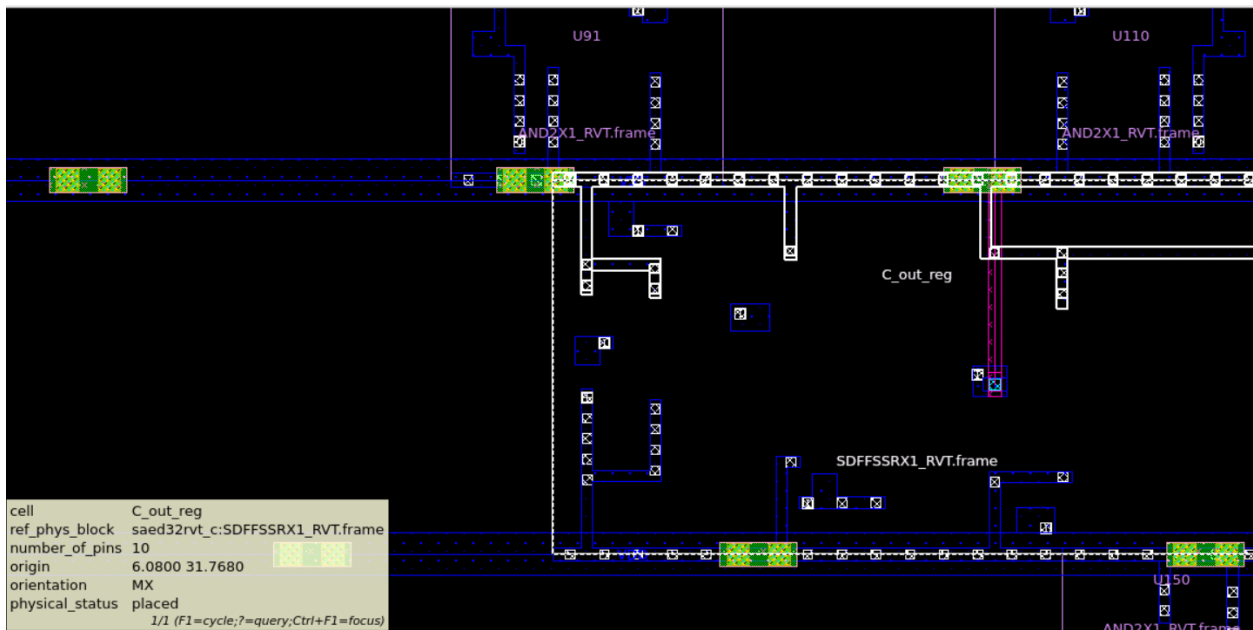 U91
U110
AND2X1_RVT.frame
AND2X1_RVT.frame
C_out_reg
SDFFSSRX1_RVT.frame
cell C_out_reg
ref_phys_block saed32rvt_c:SDFFSSRX1_RVT.frame
number_of_pins 10
origin 6.0800 31.7680
orientation MX
physical_status placed
1/1 (F1=cycle;?=query;Ctrl+F1=focus)
U150
AND2X1_RVT.frame